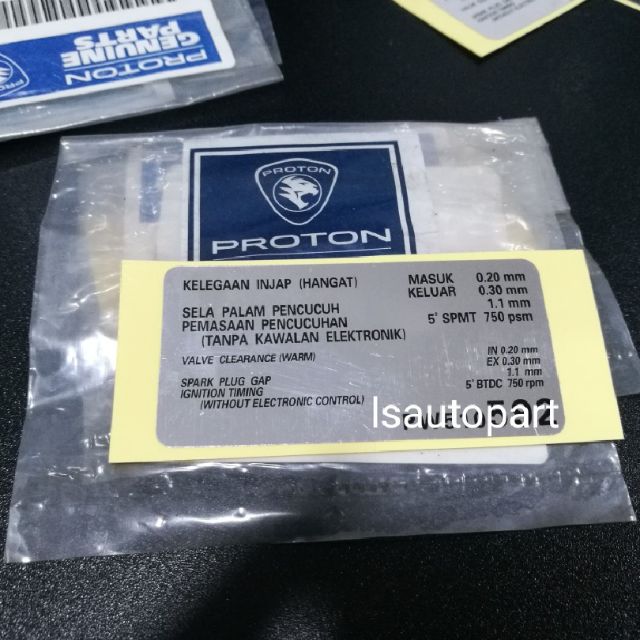 PROTON
GENUINE
PARTS
PROTON
PROTON
KELEGAAN INJAP (HANGAT) MASUK 0.20 mm
KELUAR 0.30 mm
SELA PALAM PENCUCUH 1.1 mm
PEMASAAN PENCUCUHAN 5° SPMT 750 psm
(TANPA KAWALAN ELEKTRONIK)
VALVE CLEARANCE (WARM) IN 0.20 mm
EX 0.30 mm
SPARK PLUG GAP 1.1 mm
IGNITION TIMING 5° BTDC 750 rpm
(WITHOUT ELECTRONIC CONTROL)
lsautopart